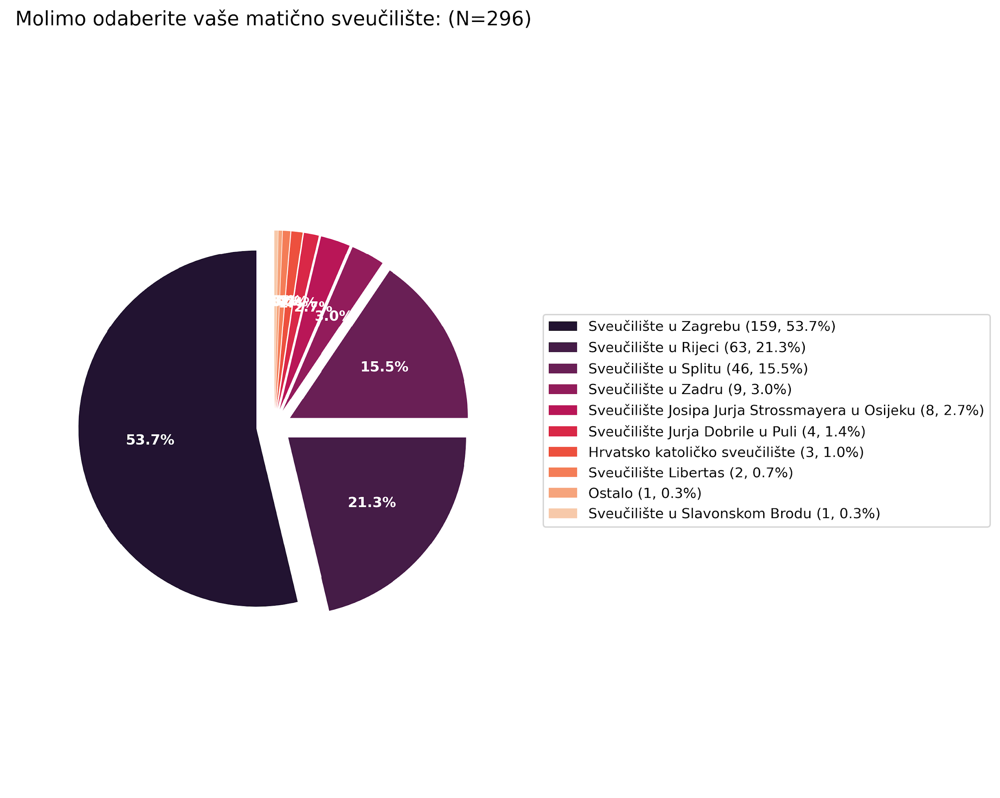 Molimo odaberite vaše matično sveučilište: (N=296)
2.7%
3.0%
15.5%
53.7%
21.3%
Sveučilište u Zagrebu (159, 53.7%)
Sveučilište u Rijeci (63, 21.3%)
Sveučilište u Splitu (46, 15.5%)
Sveučilište u Zadru (9, 3.0%)
Sveučilište Josipa Jurja Strossmayera u Osijeku (8, 2.7%)
Sveučilište Jurja Dobrile u Puli (4, 1.4%)
Hrvatsko katoličko sveučilište (3, 1.0%)
Sveučilište Libertas (2, 0.7%)
Ostalo (1, 0.3%)
Sveučilište u Slavonskom Brodu (1, 0.3%)